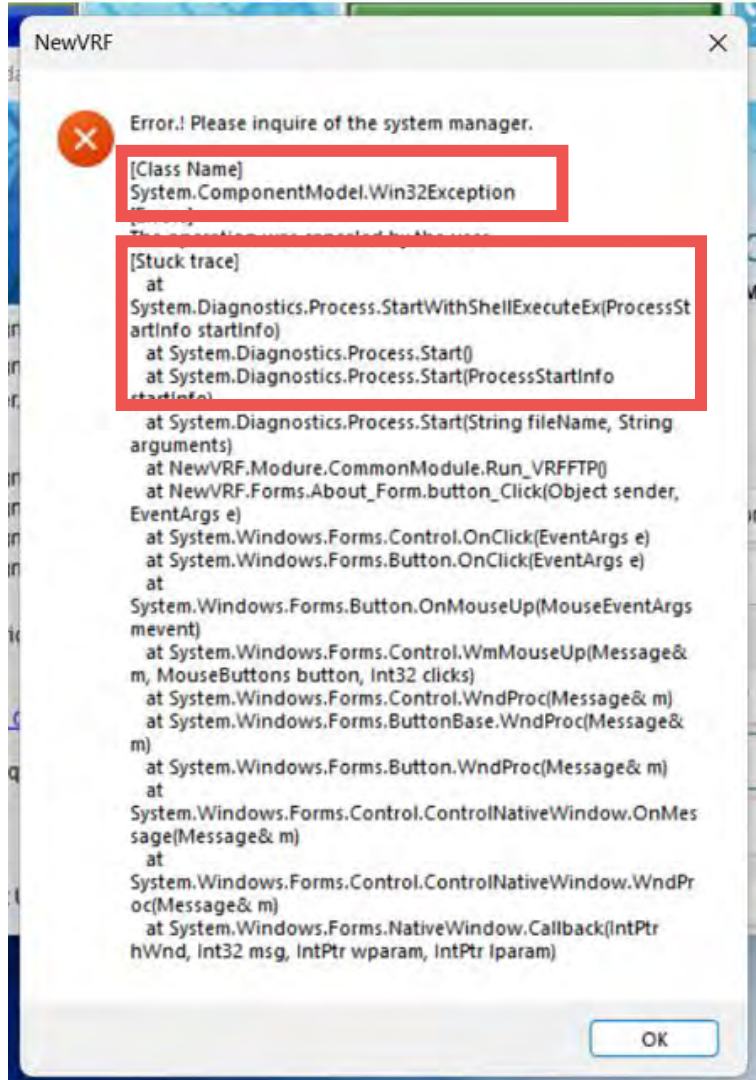 NewVRF
Error.! Please inquire of the system manager.
[Class Name]
System.ComponentModel.Win32Exception
[Stuck trace]
at
System.Diagnostics.Process.StartWithShellExecuteEx(ProcessSt
artInfo startInfo)
at System.Diagnostics.Process.Start()
at System.Diagnostics.Process.Start(ProcessStartInfo
startInfo)
at System.Diagnostics.Process.Start(String fileName, String
arguments)
at NewVRF.Modure.CommonModule.Run_VRFFTP()
at NewVRF.Forms.About_Form.button_Click(Object sender,
EventArgs e)
at System.Windows.Forms.Control.OnClick(EventArgs e)
at System.Windows.Forms.Button.OnClick(EventArgs e)
at
System.Windows.Forms.Button.OnMouseUp(MouseEventArgs
mevent)
at System.Windows.Forms.Control.WmMouseUp(Message&
m, MouseButtons button, Int32 clicks)
at System.Windows.Forms.Control.WndProc(Message& m)
at System.Windows.Forms.ButtonBase.WndProc(Message&
m)
at System.Windows.Forms.Button.WndProc(Message& m)
at
System.Windows.Forms.Control.ControlNativeWindow.OnMes
sage(Message& m)
at
System.Windows.Forms.Control.ControlNativeWindow.WndPr
oc(Message& m)
at System.Windows.Forms.NativeWindow.Callback(IntPtr
hWnd, Int32 msg, IntPtr wparam, IntPtr lparam)
OK